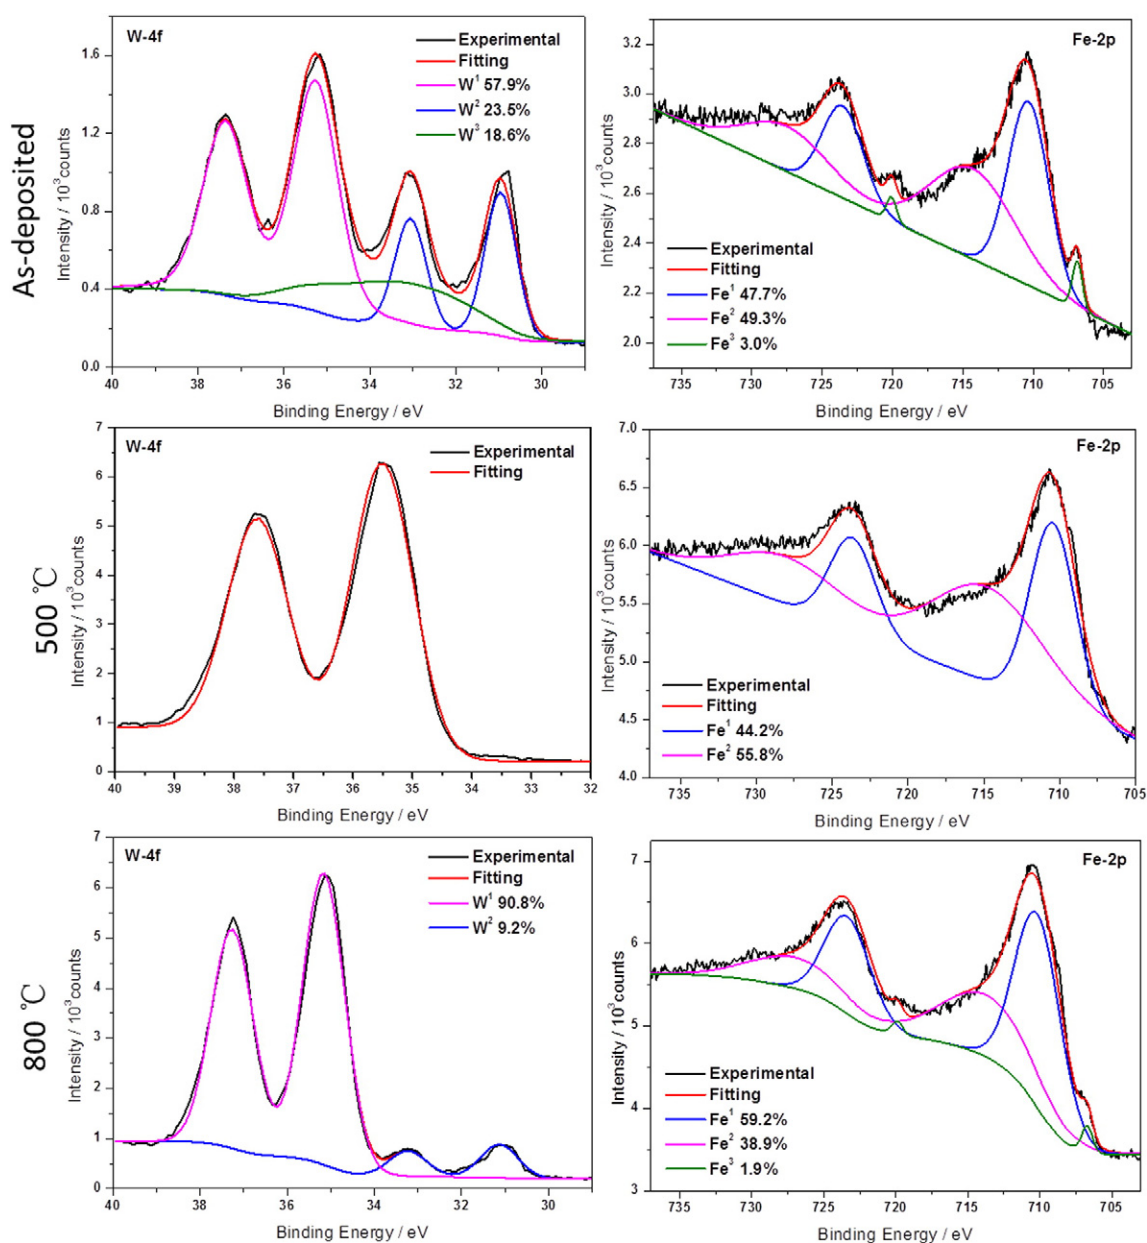 As-deposited
W-4f
Experimental
Fitting
W¹ 57.9%
W² 23.5%
W³ 18.6%
Intensity / 10³counts
1.6
1.2
0.8
0.4
0.0
40 38 36 34 32 30
Binding Energy / eV
Fe-2p
Experimental
Fitting
Fe¹ 47.7%
Fe² 49.3%
Fe³ 3.0%
Intensity / 10³counts
3.2
3.0
2.8
2.6
2.4
2.2
2.0
735 730 725 720 715 710 705
Binding Energy / eV
500 ℃
W-4f
Experimental
Fitting
Intensity / 10³counts
7
6
5
4
3
2
1
0
40 39 38 37 36 35 34 33 32
Binding Energy / eV
Fe-2p
Experimental
Fitting
Fe¹ 44.2%
Fe² 55.8%
Intensity / 10³counts
7.0
6.5
6.0
5.5
5.0
4.5
4.0
735 730 725 720 715 710 705
Binding Energy / eV
800 ℃
W-4f
Experimental
Fitting
W¹ 90.8%
W² 9.2%
Intensity / 10³counts
7
6
5
4
3
2
1
0
40 38 36 34 32 30
Binding Energy / eV
Fe-2p
Experimental
Fitting
Fe¹ 59.2%
Fe² 38.9%
Fe³ 1.9%
Intensity / 10³counts
7
6
5
4
3
735 730 725 720 715 710 705
Binding Energy / eV